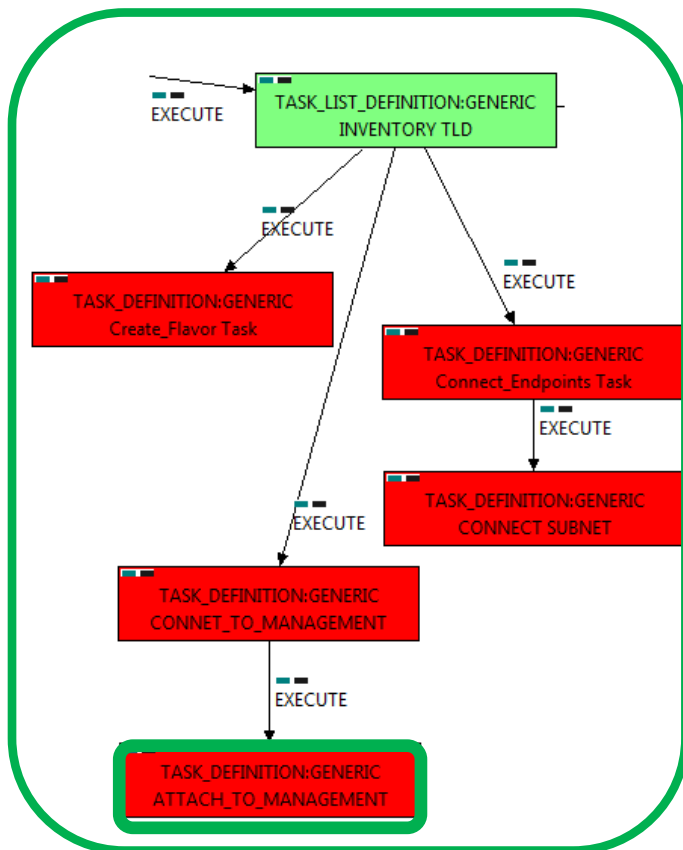 EXECUTE
TASK_LIST_DEFINITION:GENERIC
INVENTORY TLD
EXECUTE
EXECUTE
TASK_DEFINITION:GENERIC
Create_Flavor Task
TASK_DEFINITION:GENERIC
Connect_Endpoints Task
EXECUTE
TASK_DEFINITION:GENERIC
CONNECT SUBNET
EXECUTE
TASK_DEFINITION:GENERIC
CONNET_TO_MANAGEMENT
EXECUTE
TASK_DEFINITION:GENERIC
ATTACH_TO_MANAGEMENT